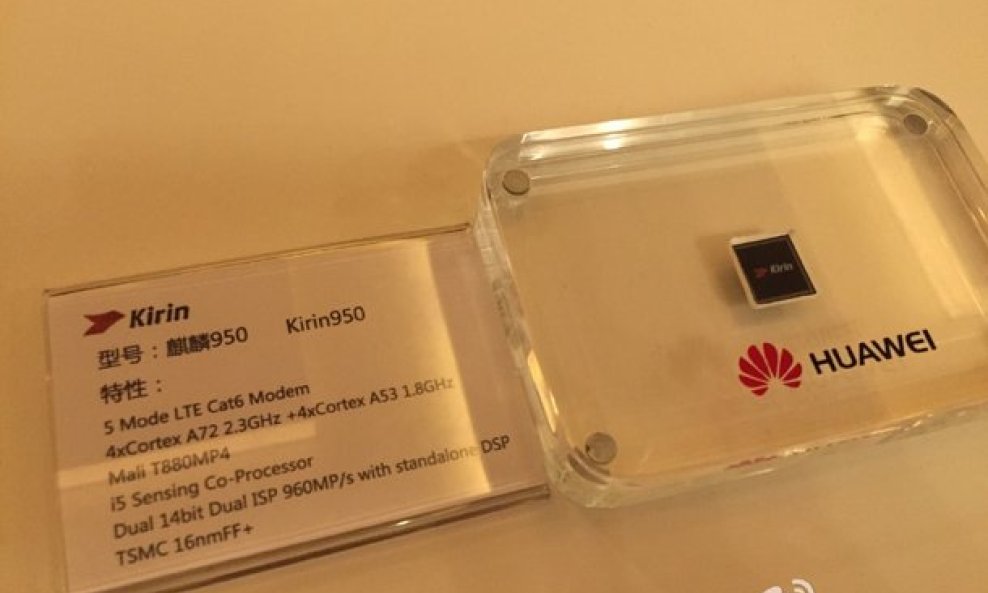 Kirin
型号：麒麟950 Kirin950
特性：
5 Mode LTE Cat6 Modem
4xCortex A72 2.3GHz +4xCortex A53 1.8GHz
Mali T880MP4
i5 Sensing Co-Processor
Dual 14bit Dual ISP 960MP/s with standalone DSP
TSMC 16nmFF+
Kirin
HUAWEI